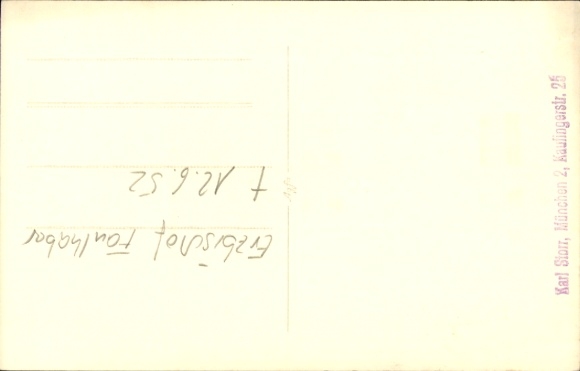 Erzbischof Faulhaber
† 12.6.52
Karl Storr, München 2, Kaufingerstr. 25